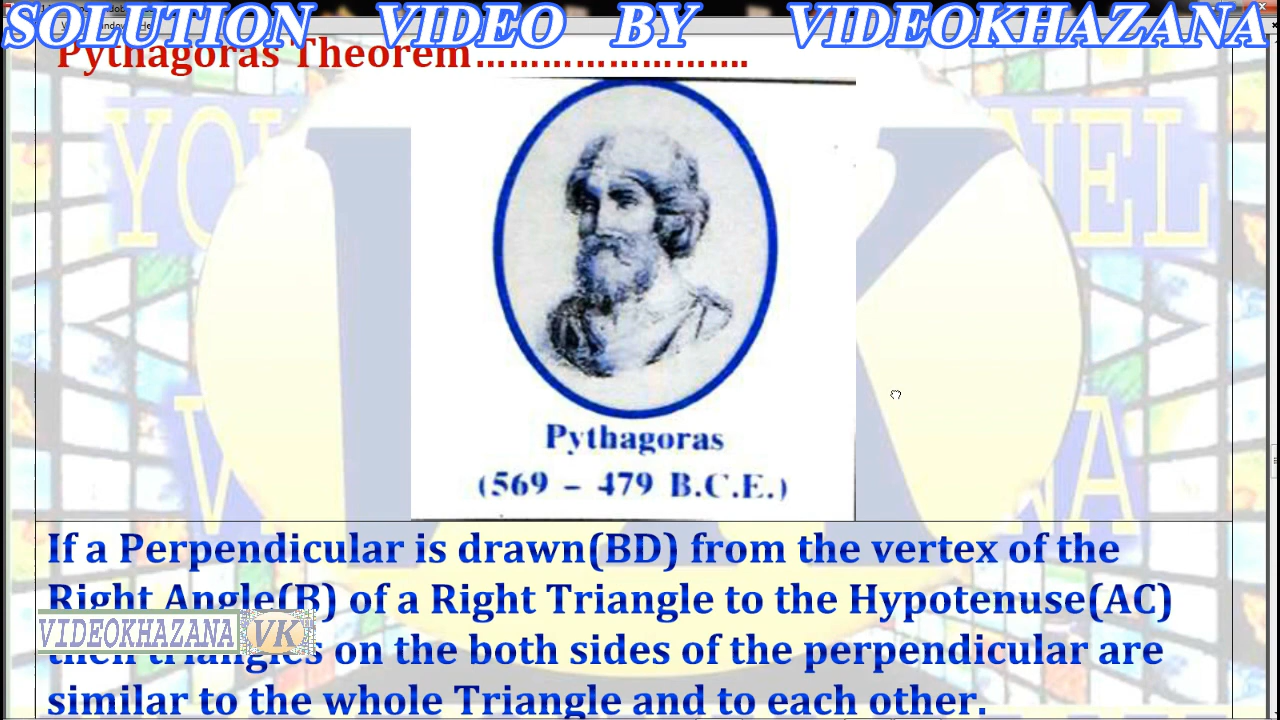 SOLUTION VIDEO BY VIDEOKHAZANA
Pythagoras Theorem……………………..
Pythagoras
(569 – 479 B.C.E.)
If a Perpendicular is drawn(BD) from the vertex of the
Right Angle(B) of a Right Triangle to the Hypotenuse(AC)
VIDEOKHAZANA VK
then triangles on the both sides of the perpendicular are
similar to the whole Triangle and to each other.